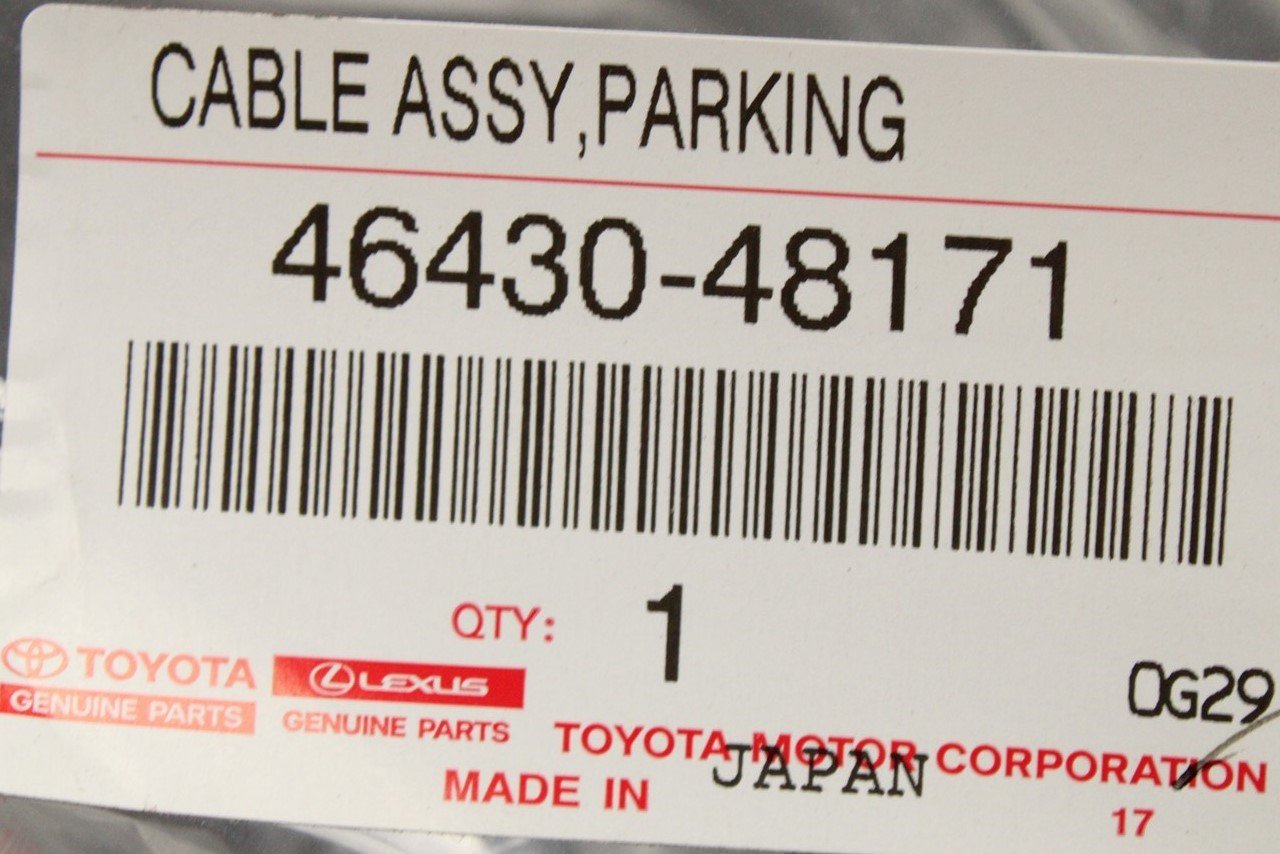 CABLE ASSY,PARKING
46430-48171
QTY: 1
0G29
TOYOTA LEXUS
GENUINE PARTS GENUINE PARTS
TOYOTA MOTOR CORPORATION
MADE IN JAPAN
17